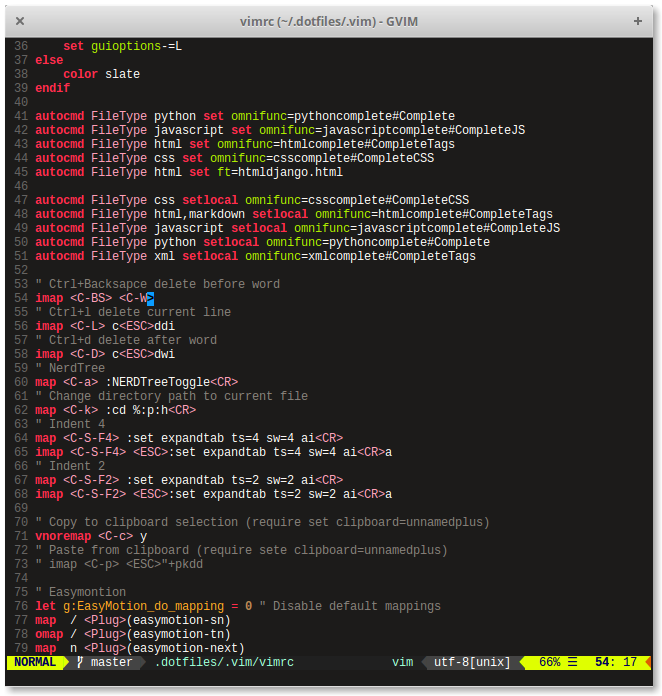 vimrc (~/.dotfiles/.vim) - GVIM
36     set guioptions-=L
37 else
38     color slate
39 endif
40
41 autocmd FileType python set omnifunc=pythoncomplete#Complete
42 autocmd FileType javascript set omnifunc=javascriptcomplete#CompleteJS
43 autocmd FileType html set omnifunc=htmlcomplete#CompleteTags
44 autocmd FileType css set omnifunc=csscomplete#CompleteCSS
45 autocmd FileType html set ft=htmldjango.html
46
47 autocmd FileType css setlocal omnifunc=csscomplete#CompleteCSS
48 autocmd FileType html,markdown setlocal omnifunc=htmlcomplete#CompleteTags
49 autocmd FileType javascript setlocal omnifunc=javascriptcomplete#CompleteJS
50 autocmd FileType python setlocal omnifunc=pythoncomplete#Complete
51 autocmd FileType xml setlocal omnifunc=xmlcomplete#CompleteTags
52
53 " Ctrl+Backsapce delete before word
54 imap <C-BS> <C-W>
55 " Ctrl+l delete current line
56 imap <C-L> c<ESC>ddi
57 " Ctrl+d delete after word
58 imap <C-D> c<ESC>dwi
59 " NerdTree
60 map <C-a> :NERDTreeToggle<CR>
61 " Change directory path to current file
62 map <C-k> :cd %:p:h<CR>
63 " Indent 4
64 map <C-S-F4> :set expandtab ts=4 sw=4 ai<CR>
65 imap <C-S-F4> <ESC>:set expandtab ts=4 sw=4 ai<CR>a
66 " Indent 2
67 map <C-S-F2> :set expandtab ts=2 sw=2 ai<CR>
68 imap <C-S-F2> <ESC>:set expandtab ts=2 sw=2 ai<CR>a
69
70 " Copy to clipboard selection (require set clipboard=unnamedplus)
71 vnoremap <C-c> y
72 " Paste from clipboard (require sete clipboard=unnamedplus)
73 " imap <C-p> <ESC>"+pkdd
74
75 " Easymontion
76 let g:EasyMotion_do_mapping = 0 " Disable default mappings
77 map  / <Plug>(easymotion-sn)
78 omap / <Plug>(easymotion-tn)
79 map  n <Plug>(easymotion-next)
NORMAL master .dotfiles/.vim/vimrc vim utf-8[unix] 66% ☰ 54: 17